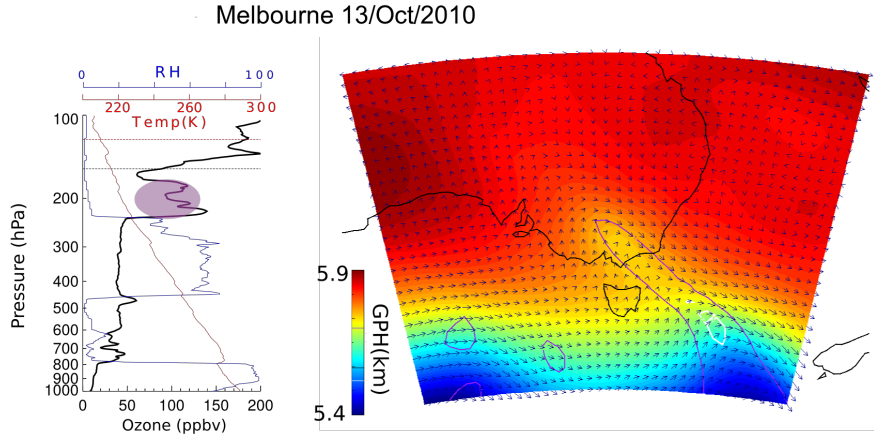 Melbourne 13/Oct/2010
0 RH 100
220 260 300
Temp(K)
100
200
300
400
500
600
700
800
900
1000
Pressure (hPa)
0 50 100 150 200
Ozone (ppbv)
5.9
GPH(km)
5.4